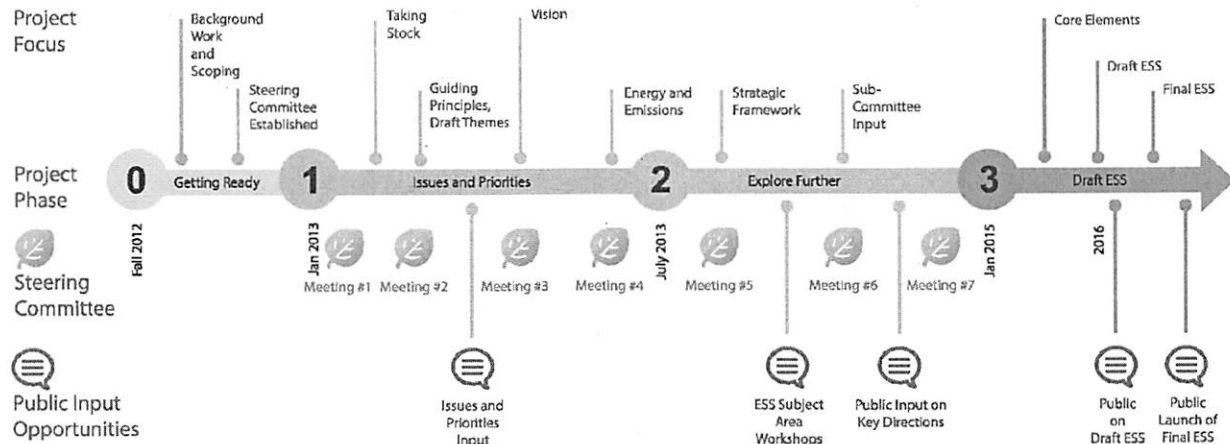 Project
Focus
Background
Work
and
Scoping
Steering
Committee
Established
Taking
Stock
Guiding
Principles,
Draft Themes
Vision
Energy and
Emissions
Strategic
Framework
Sub-
Committee
Input
Core Elements
Draft ESS
Final ESS
Project
Phase
0
Getting Ready
1
Issues and Priorities
2
Explore Further
3
Draft ESS
Fall 2012
Jan 2013
July 2013
Jan 2015
2016
Steering
Committee
Meeting #1
Meeting #2
Meeting #3
Meeting #4
Meeting #5
Meeting #6
Meeting #7
Public Input
Opportunities
Issues and
Priorities
Input
ESS Subject
Area
Workshops
Public Input on
Key Directions
Public
on
Draft ESS
Public
Launch of
Final ESS